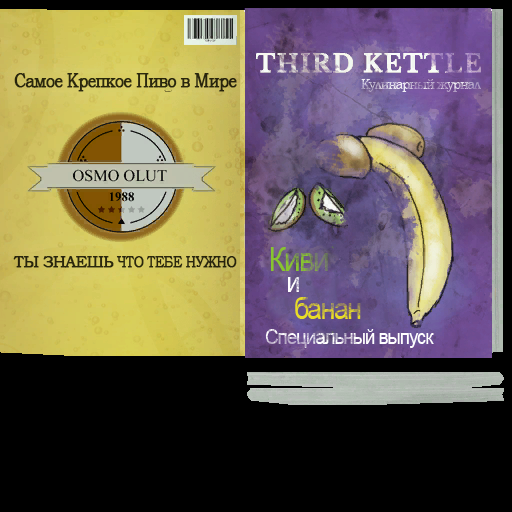 Самое Крепкое Пиво в Мире
OSMO OLUT
1988
ТЫ ЗНАЕШЬ ЧТО ТЕБЕ НУЖНО
THIRD KETTLE
Кулинарный журнал
Киви
и
банан
Специальный выпуск